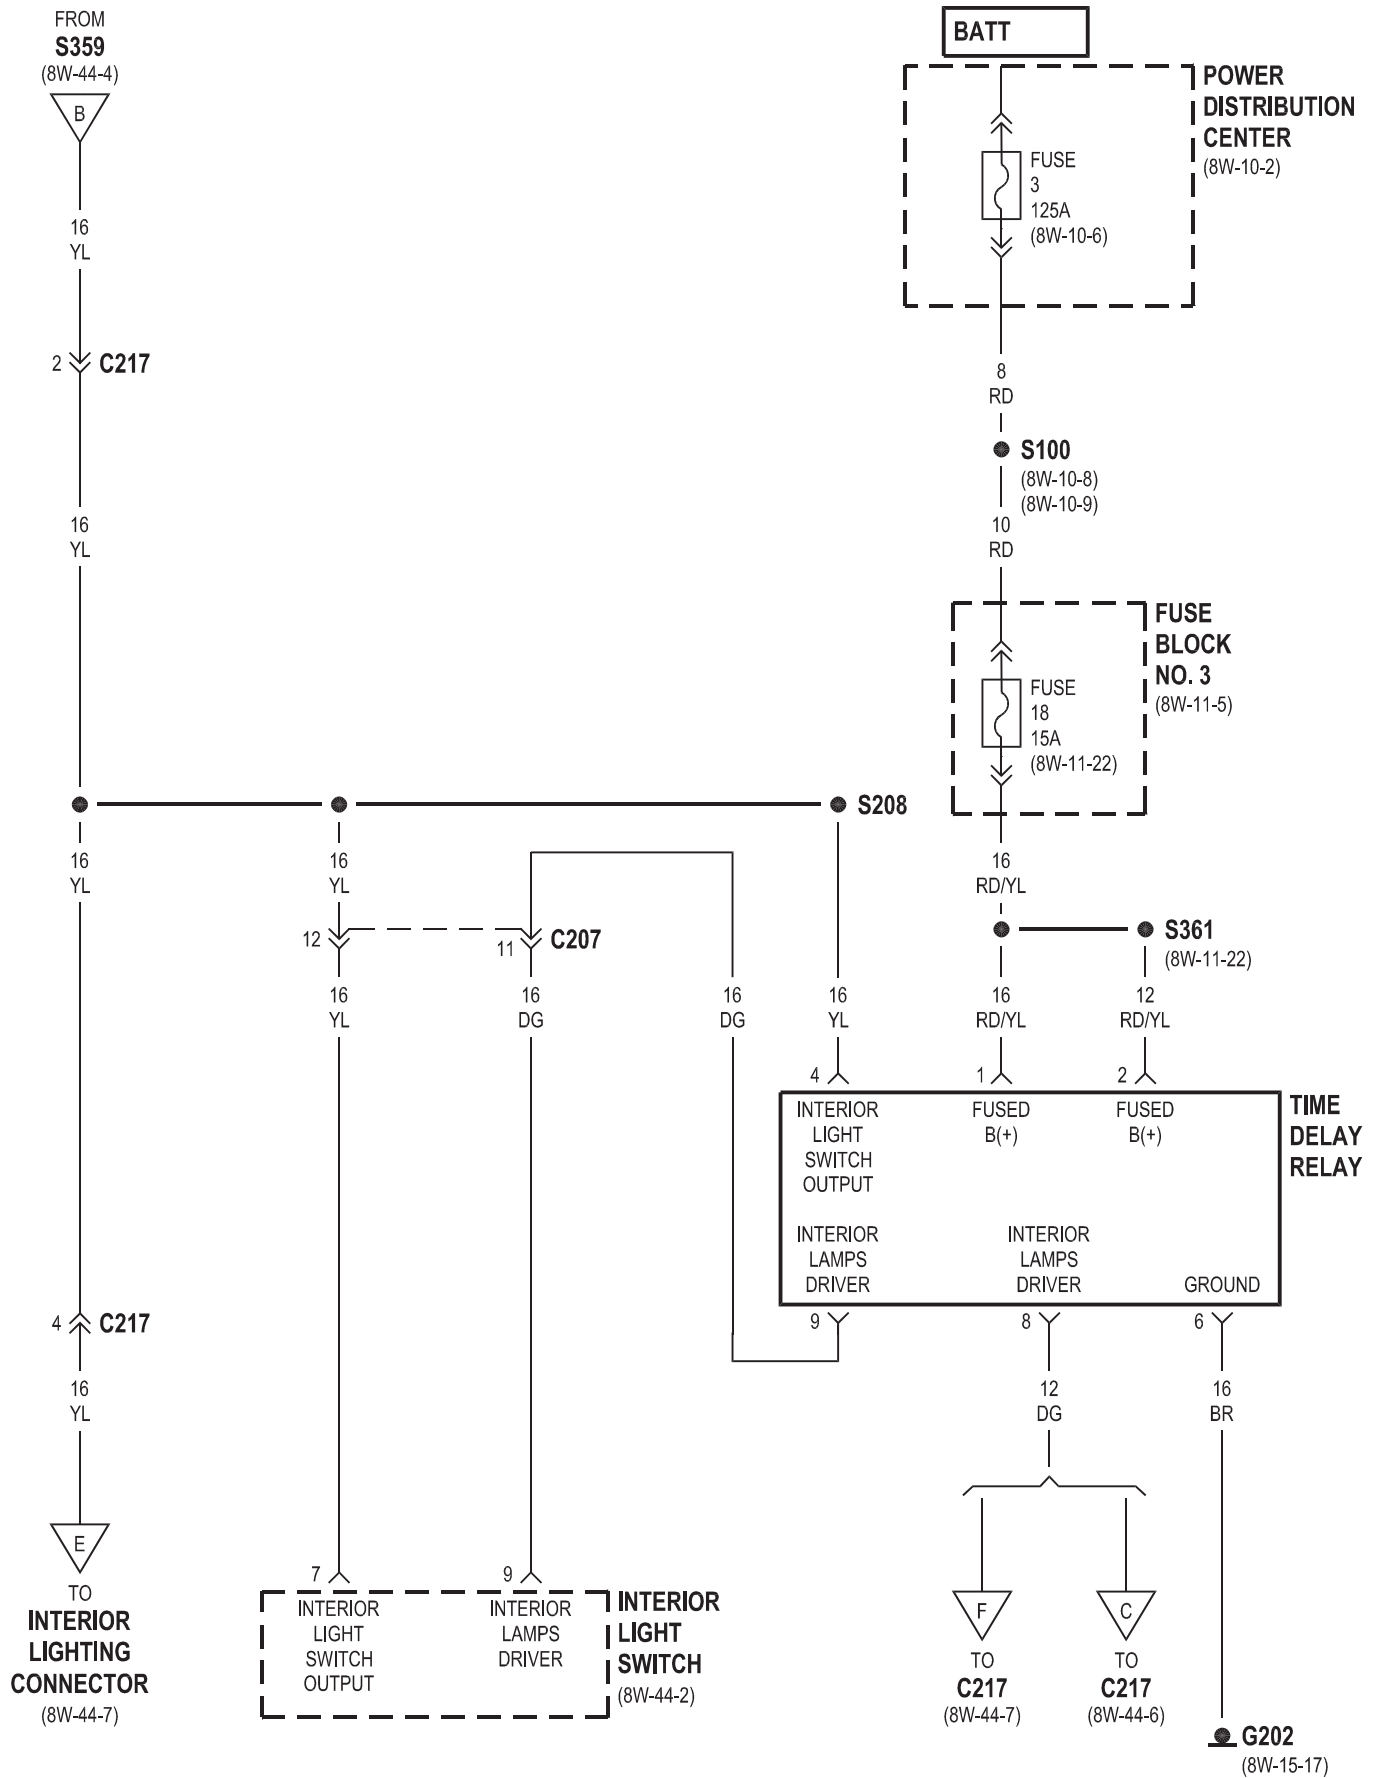 FROM
S359
(8W-44-4)
B
16
YL
2
C217
16
YL
BATT
POWER
DISTRIBUTION
CENTER
(8W-10-2)
FUSE
3
125A
(8W-10-6)
8
RD
S100
(8W-10-8)
(8W-10-9)
10
RD
FUSE
BLOCK
NO. 3
(8W-11-5)
FUSE
18
15A
(8W-11-22)
S208
16
YL
16
YL
16
RD/YL
12
11
C207
S361
(8W-11-22)
16
YL
16
DG
16
DG
16
YL
16
RD/YL
12
RD/YL
4
1
2
INTERIOR
LIGHT
SWITCH
OUTPUT
FUSED
B(+)
FUSED
B(+)
TIME
DELAY
RELAY
INTERIOR
LAMPS
DRIVER
INTERIOR
LAMPS
DRIVER
GROUND
4
C217
9
8
6
16
YL
12
DG
16
BR
E
TO
INTERIOR
LIGHTING
CONNECTOR
(8W-44-7)
7
9
INTERIOR
LIGHT
SWITCH
OUTPUT
INTERIOR
LAMPS
DRIVER
INTERIOR
LIGHT
SWITCH
(8W-44-2)
F
TO
C217
(8W-44-7)
C
TO
C217
(8W-44-6)
G202
(8W-15-17)